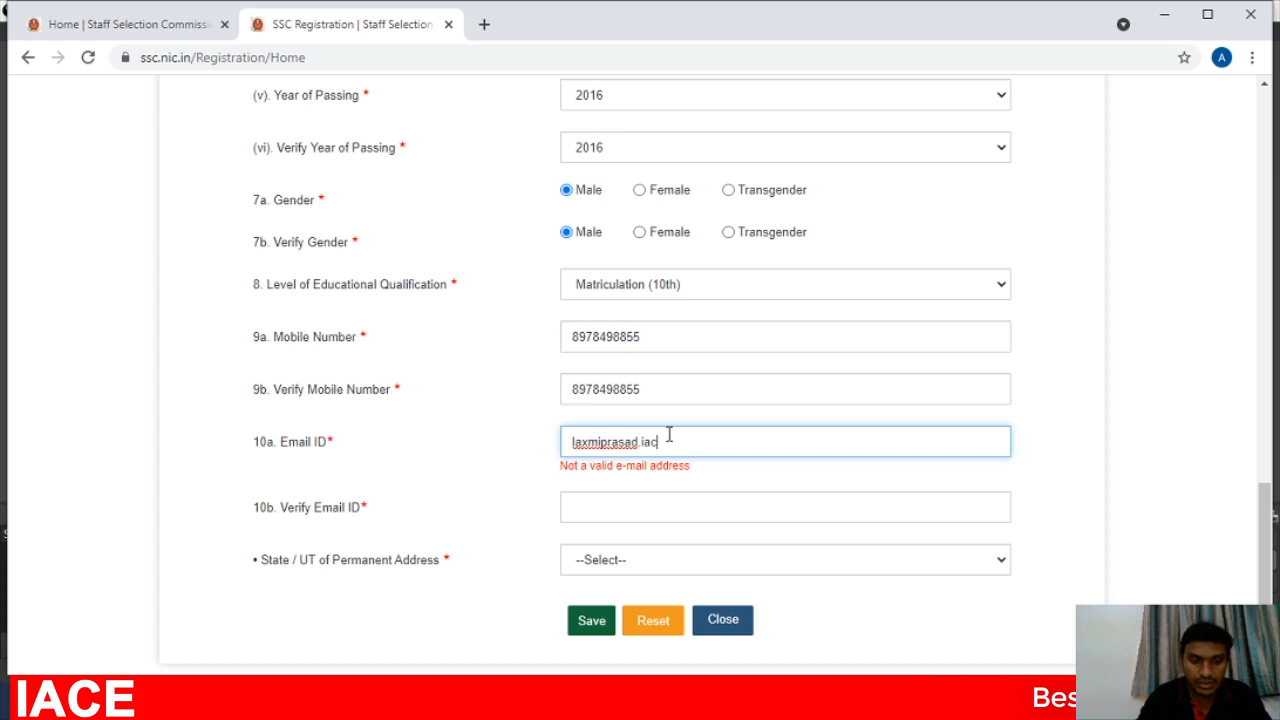 Home | Staff Selection Commiss
SSC Registration | Staff Selection
ssc.nic.in/Registration/Home
A
(v). Year of Passing *
2016
(vi). Verify Year of Passing *
2016
7a. Gender *
Male Female Transgender
7b. Verify Gender *
Male Female Transgender
8. Level of Educational Qualification *
Matriculation (10th)
9a. Mobile Number *
8978498855
9b. Verify Mobile Number *
8978498855
10a. Email ID*
laxmiprasad.iac
Not a valid e-mail address
10b. Verify Email ID*
• State / UT of Permanent Address *
--Select--
Save Reset Close
IACE
Bes